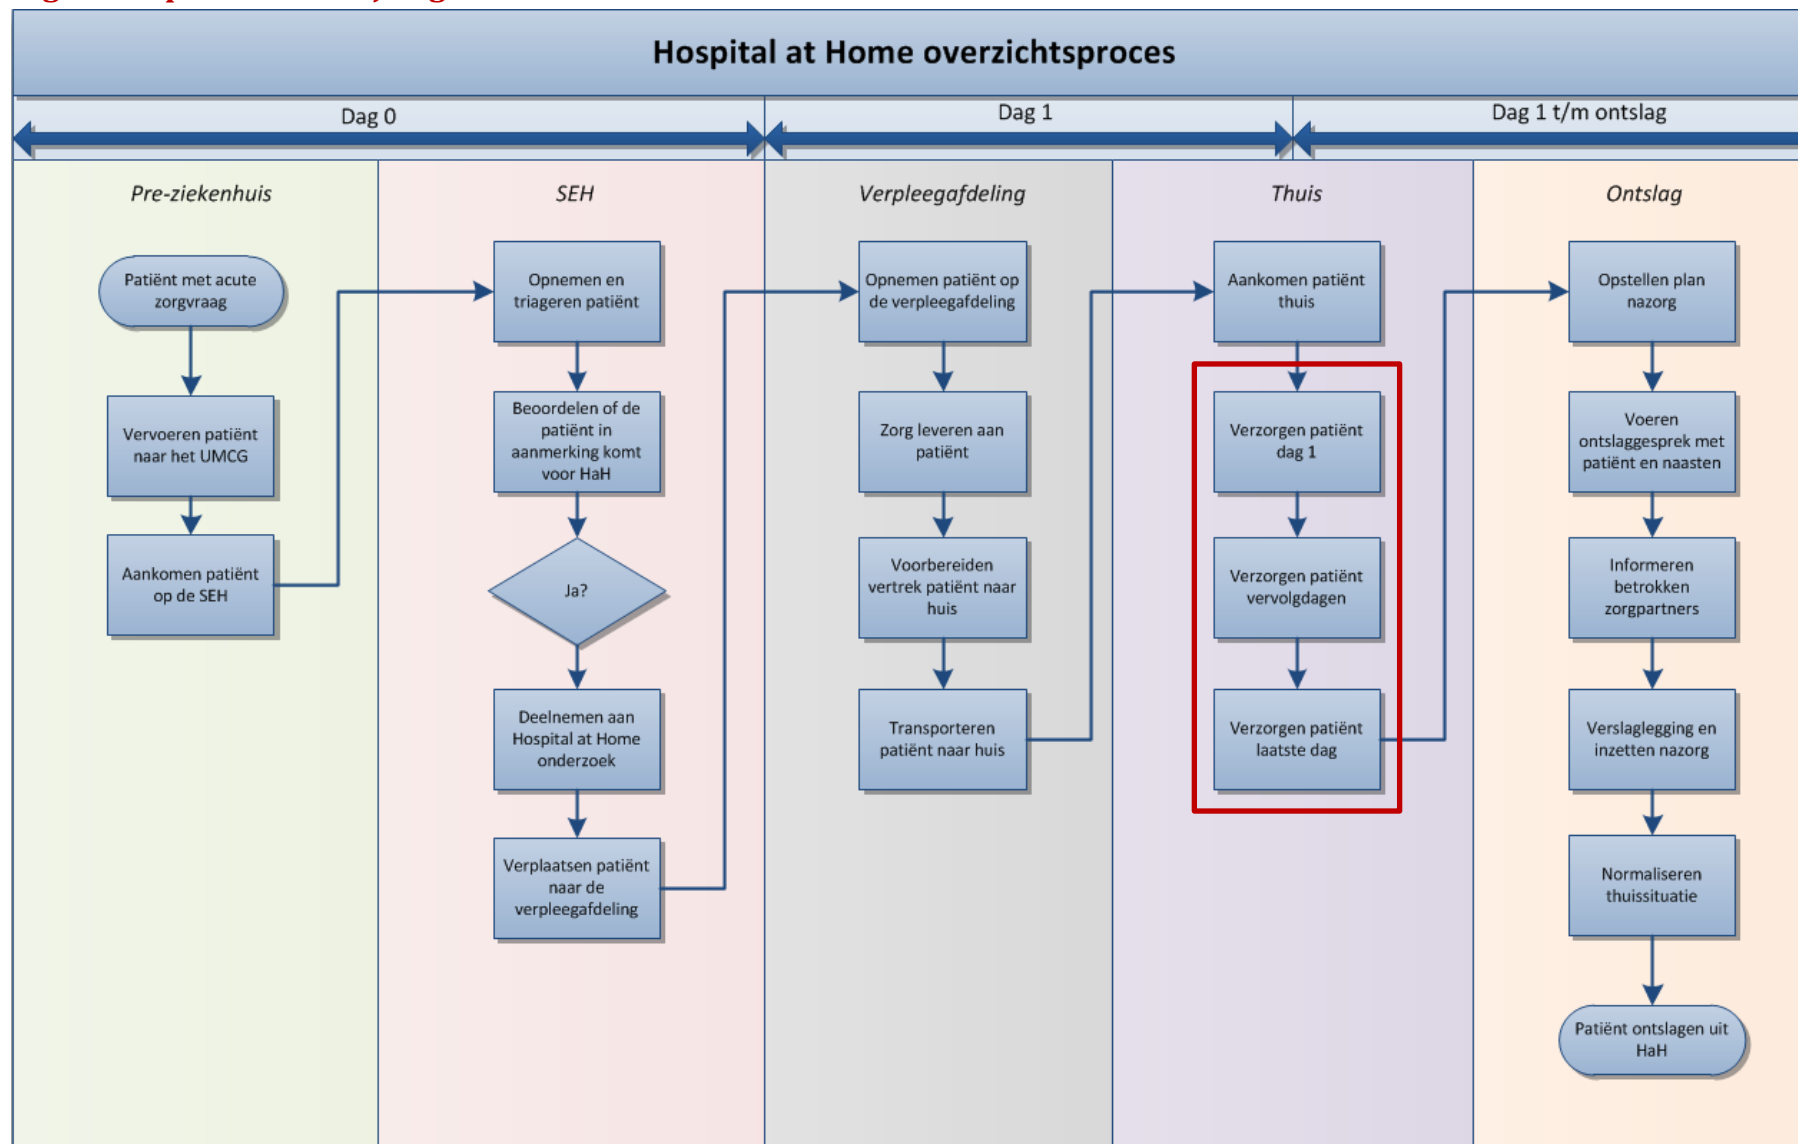 Hospital at Home overzichtsproces
Dag 0
Dag 1
Dag 1 t/m ontslag
Pre-ziekenhuis
SEH
Verpleegafdeling
Thuis
Ontslag
Patiënt met acute
zorgvraag
Vervoeren patiënt
naar het UMCG
Aankomen patiënt
op de SEH
Opnemen en
triageren patiënt
Beoordelen of de
patiënt in
aanmerking komt
voor HaH
Ja?
Deelnemen aan
Hospital at Home
onderzoek
Verplaatsen patiënt
naar de
verpleegafdeling
Opnemen patiënt op
de verpleegafdeling
Zorg leveren aan
patiënt
Voorbereiden
vertrek patiënt naar
huis
Transporteren
patiënt naar huis
Aankomen patiënt
thuis
Verzorgen patiënt
dag 1
Verzorgen patiënt
vervolgdagen
Verzorgen patiënt
laatste dag
Opstellen plan
nazorg
Voeren
ontslaggesprek met
patiënt en naasten
Informeren
betrokken
zorgpartners
Verslaglegging en
inzetten nazorg
Normaliseren
thuissituatie
Patiënt ontslagen uit
HaH